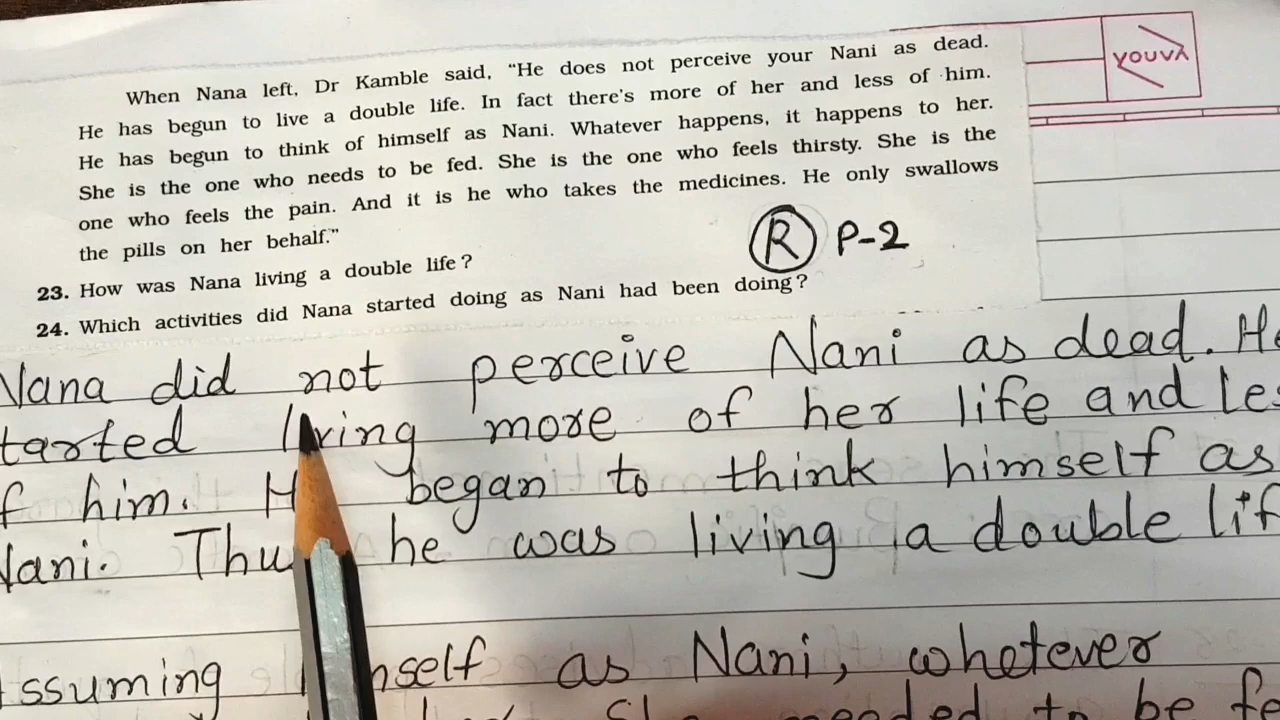 YOUVA
When Nana left, Dr Kamble said, “He does not perceive your Nani as dead.
He has begun to live a double life. In fact there's more of her and less of him.
He has begun to think of himself as Nani. Whatever happens, it happens to her.
She is the one who needs to be fed. She is the one who feels thirsty. She is the
one who feels the pain. And it is he who takes the medicines. He only swallows
the pills on her behalf.”
R P-2
23. How was Nana living a double life?
24. Which activities did Nana started doing as Nani had been doing?
Nana did not perceive Nani as dead. He
tarted living more of her life and les
f him. H began to think himself as
Nani. Thu he was living a double lif
ssuming mself as Nani, whatever
She needed to be fe